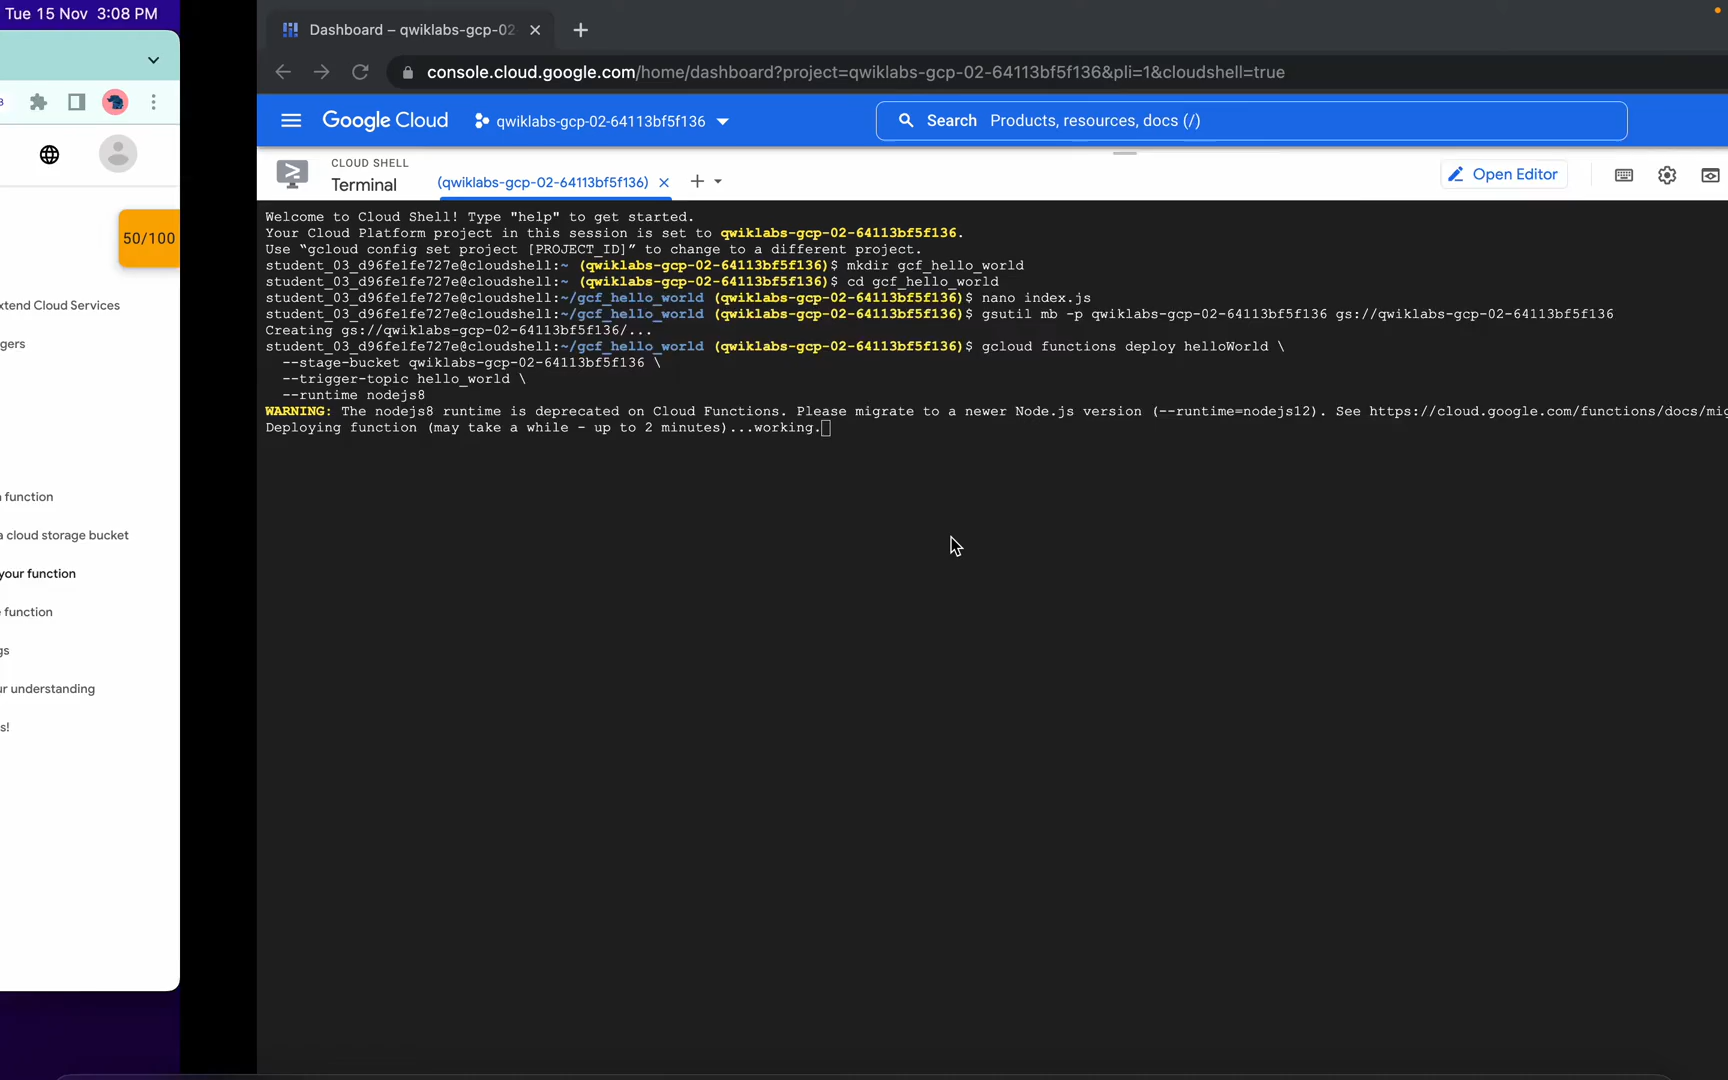 Tue 15 Nov 3:08 PM
50/100
xtend Cloud Services
gers
function
a cloud storage bucket
your function
function
gs
ur understanding
s!
Dashboard – qwiklabs-gcp-02
console.cloud.google.com/home/dashboard?project=qwiklabs-gcp-02-64113bf5f136&pli=1&cloudshell=true
Google Cloud
qwiklabs-gcp-02-64113bf5f136
Search Products, resources, docs (/)
CLOUD SHELL
Terminal
(qwiklabs-gcp-02-64113bf5f136)
Open Editor
Welcome to Cloud Shell! Type "help" to get started.
Your Cloud Platform project in this session is set to qwiklabs-gcp-02-64113bf5f136.
Use “gcloud config set project [PROJECT_ID]” to change to a different project.
student_03_d96fe1fe727e@cloudshell:~ (qwiklabs-gcp-02-64113bf5f136)$ mkdir gcf_hello_world
student_03_d96fe1fe727e@cloudshell:~ (qwiklabs-gcp-02-64113bf5f136)$ cd gcf_hello_world
student_03_d96fe1fe727e@cloudshell:~/gcf_hello_world (qwiklabs-gcp-02-64113bf5f136)$ nano index.js
student_03_d96fe1fe727e@cloudshell:~/gcf_hello_world (qwiklabs-gcp-02-64113bf5f136)$ gsutil mb -p qwiklabs-gcp-02-64113bf5f136 gs://qwiklabs-gcp-02-64113bf5f136
Creating gs://qwiklabs-gcp-02-64113bf5f136/...
student_03_d96fe1fe727e@cloudshell:~/gcf_hello_world (qwiklabs-gcp-02-64113bf5f136)$ gcloud functions deploy helloWorld \
--stage-bucket qwiklabs-gcp-02-64113bf5f136 \
--trigger-topic hello_world \
--runtime nodejs8
WARNING: The nodejs8 runtime is deprecated on Cloud Functions. Please migrate to a newer Node.js version (--runtime=nodejs12). See https://cloud.google.com/functions/docs/mig
Deploying function (may take a while - up to 2 minutes)...working.